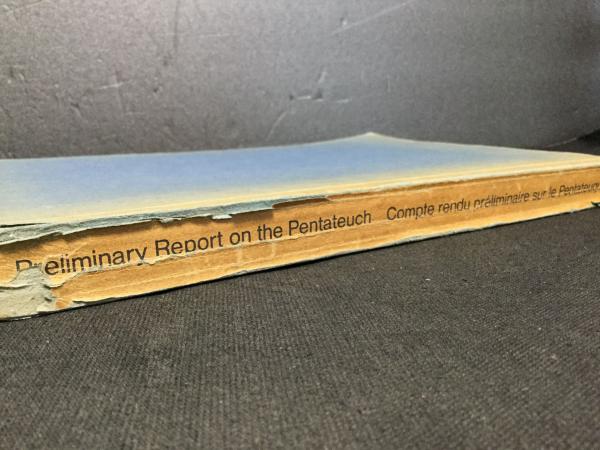 Preliminary Report on the Pentateuch Compte rendu préliminaire sur le Pentateuque